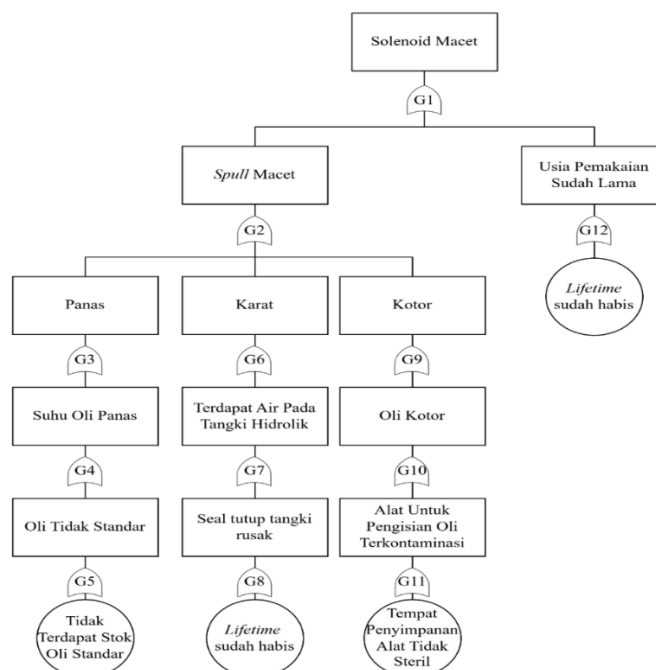 Solenoid Macet
G1
Spull Macet
Usia Pemakaian
Sudah Lama
G2
G12
Panas
Karat
Kotor
Lifetime
sudah habis
G3
G6
G9
Suhu Oli Panas
Terdapat Air Pada
Tangki Hidrolik
Oli Kotor
G4
G7
G10
Oli Tidak Standar
Seal tutup tangki
rusak
Alat Untuk
Pengisian Oli
Terkontaminasi
G5
G8
G11
Tidak
Terdapat Stok
Oli Standar
Lifetime
sudah habis
Tempat
Penyimpanan
Alat Tidak
Steril